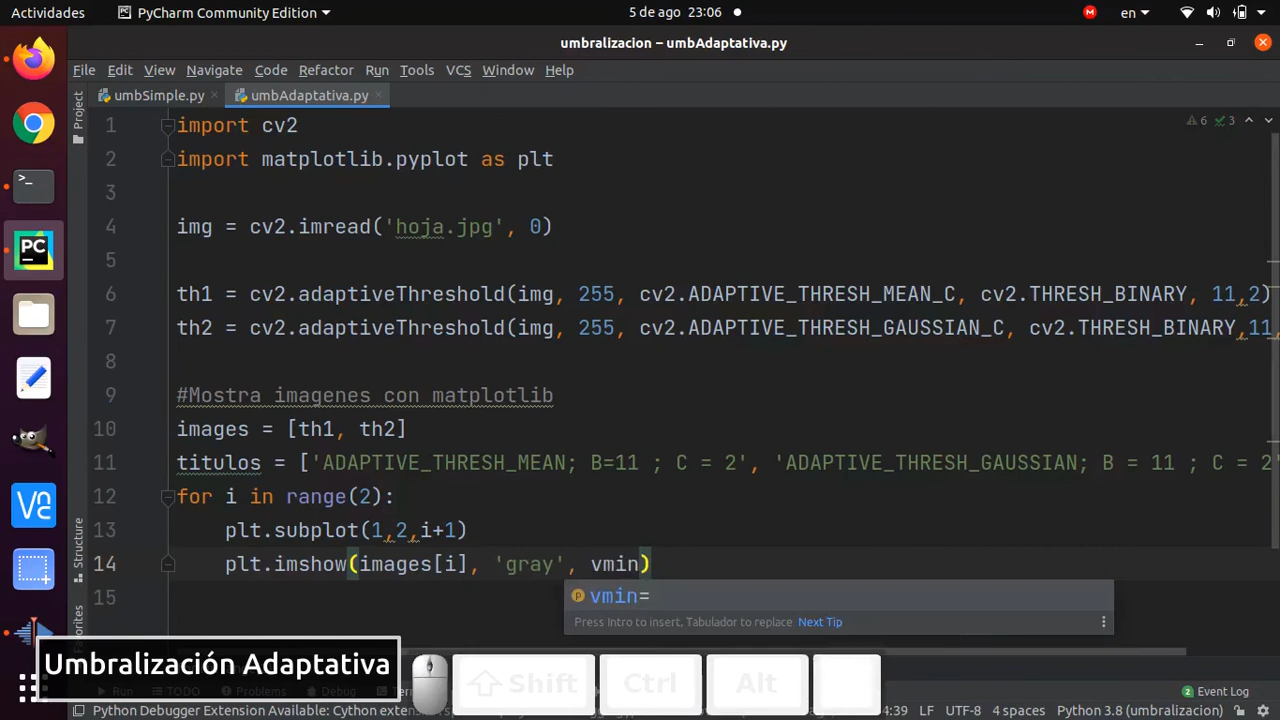 Actividades PyCharm Community Edition 5 de ago 23:06 en
umbralizacion – umbAdaptativa.py
File Edit View Navigate Code Refactor Run Tools VCS Window Help
umbSimple.py umbAdaptativa.py
Project
1 import cv2 6 3
2 import matplotlib.pyplot as plt
3
4 img = cv2.imread('hoja.jpg', 0)
5
6 th1 = cv2.adaptiveThreshold(img, 255, cv2.ADAPTIVE_THRESH_MEAN_C, cv2.THRESH_BINARY, 11,2)
7 th2 = cv2.adaptiveThreshold(img, 255, cv2.ADAPTIVE_THRESH_GAUSSIAN_C, cv2.THRESH_BINARY,11,
8
9 #Mostra imagenes con matplotlib
10 images = [th1, th2]
11 titulos = ['ADAPTIVE_THRESH_MEAN; B=11 ; C = 2', 'ADAPTIVE_THRESH_GAUSSIAN; B = 11 ; C = 2'
12 for i in range(2):
13 plt.subplot(1,2,i+1)
14 plt.imshow(images[i], 'gray', vmin)
15
vmin=
Press Intro to insert, Tabulador to replace Next Tip
Structure
Favorites
Umbralización Adaptativa
Shift Ctrl Alt
Run TODO Problems Debug Event Log
Python Debugger Extension Available: Cython exten 4:39 LF UTF-8 4 spaces Python 3.8 (umbralizacion)